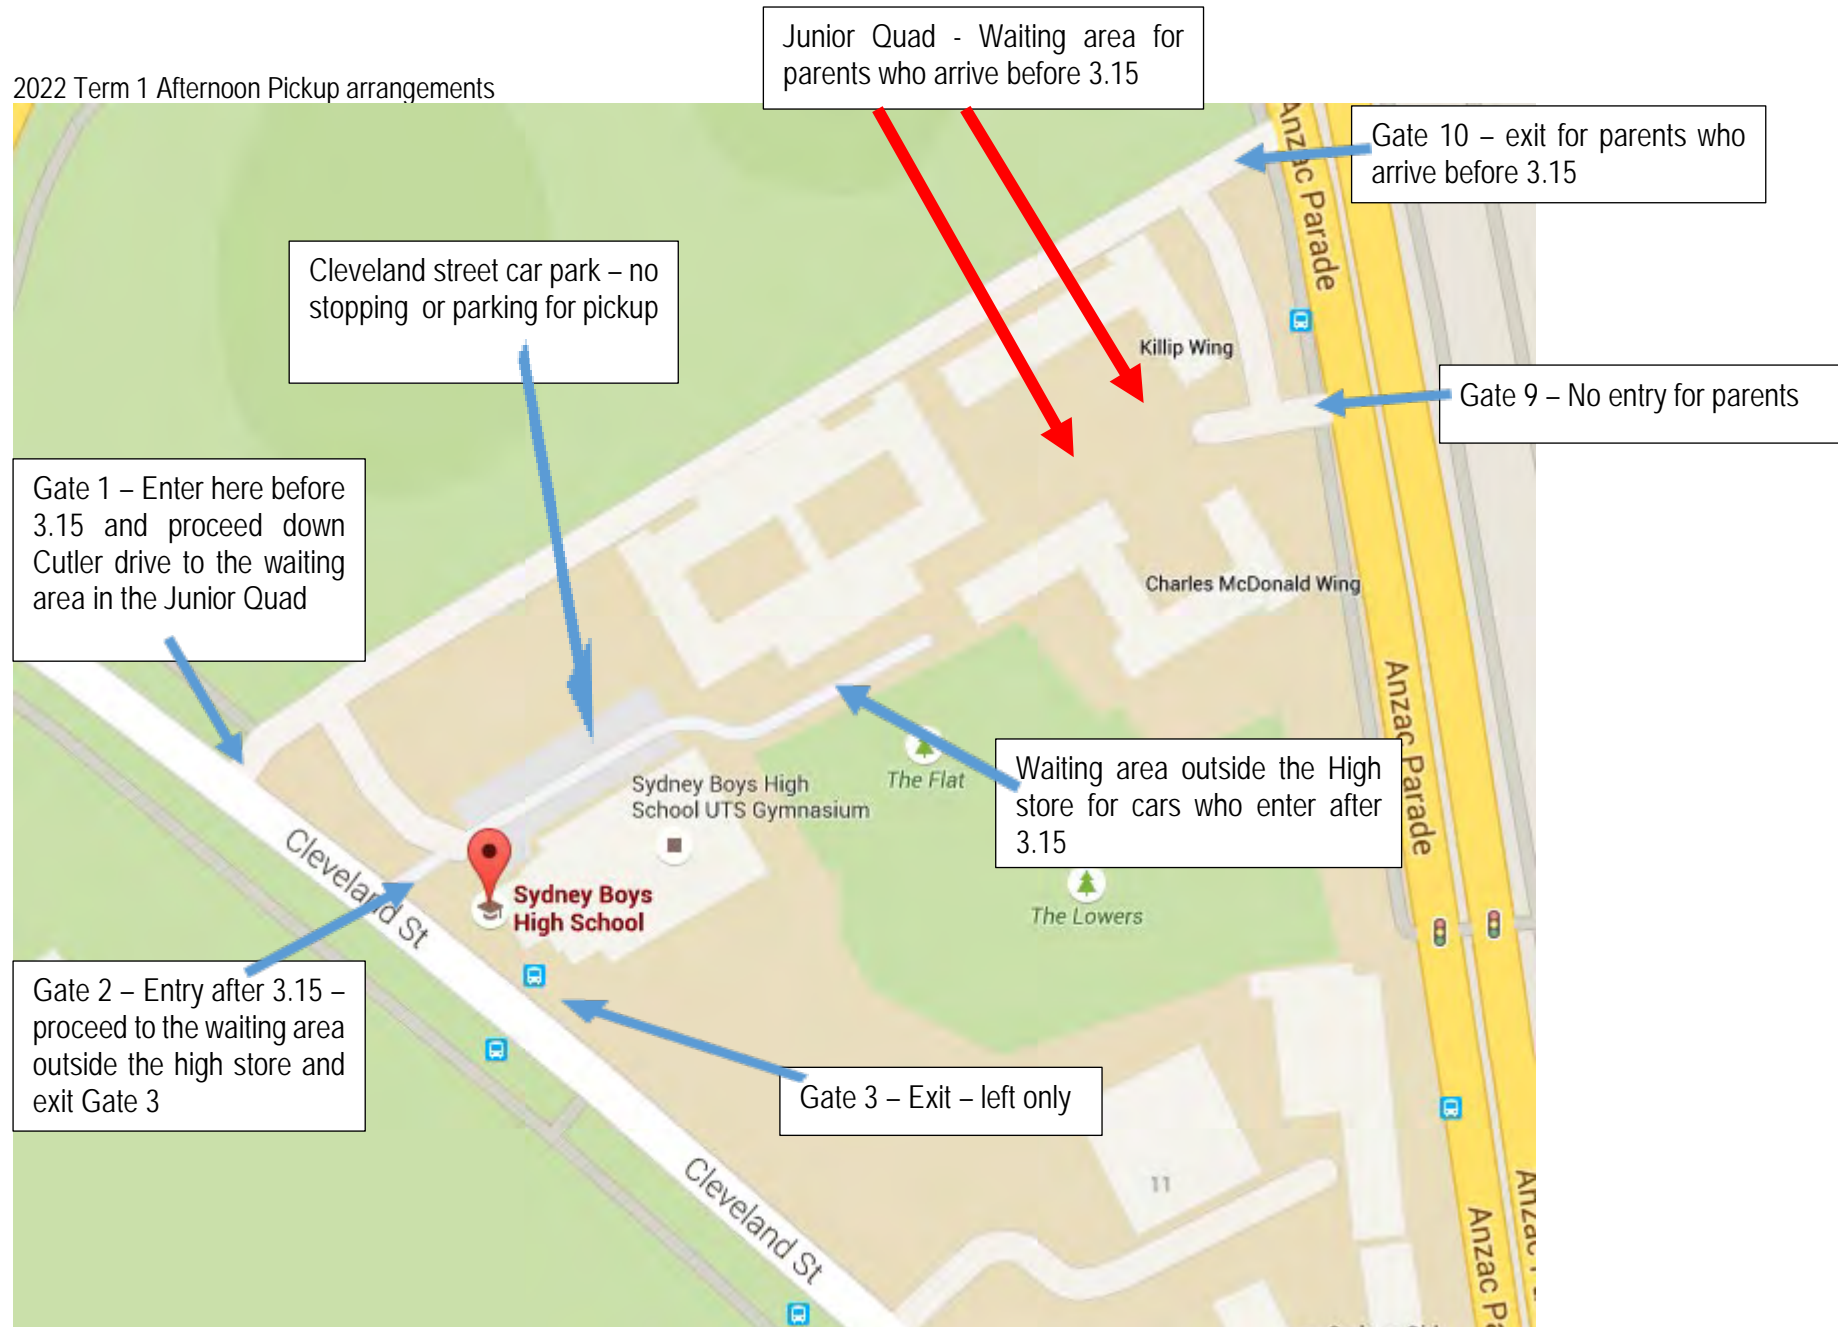 Junior Quad - Waiting area for
parents who arrive before 3.15
2022 Term 1 Afternoon Pickup arrangements
Gate 10 – exit for parents who
arrive before 3.15
Anzac Parade
Cleveland street car park – no
stopping or parking for pickup
Killip Wing
Gate 9 – No entry for parents
Gate 1 – Enter here before
3.15 and proceed down
Cutler drive to the waiting
area in the Junior Quad
Charles McDonald Wing
Anzac Parade
Sydney Boys High
School UTS Gymnasium
The Flat
Waiting area outside the High
store for cars who enter after
3.15
Cleveland St
Sydney Boys
High School
The Lowers
Gate 2 – Entry after 3.15 –
proceed to the waiting area
outside the high store and
exit Gate 3
Gate 3 – Exit – left only
Cleveland St
11
Anzac Pa